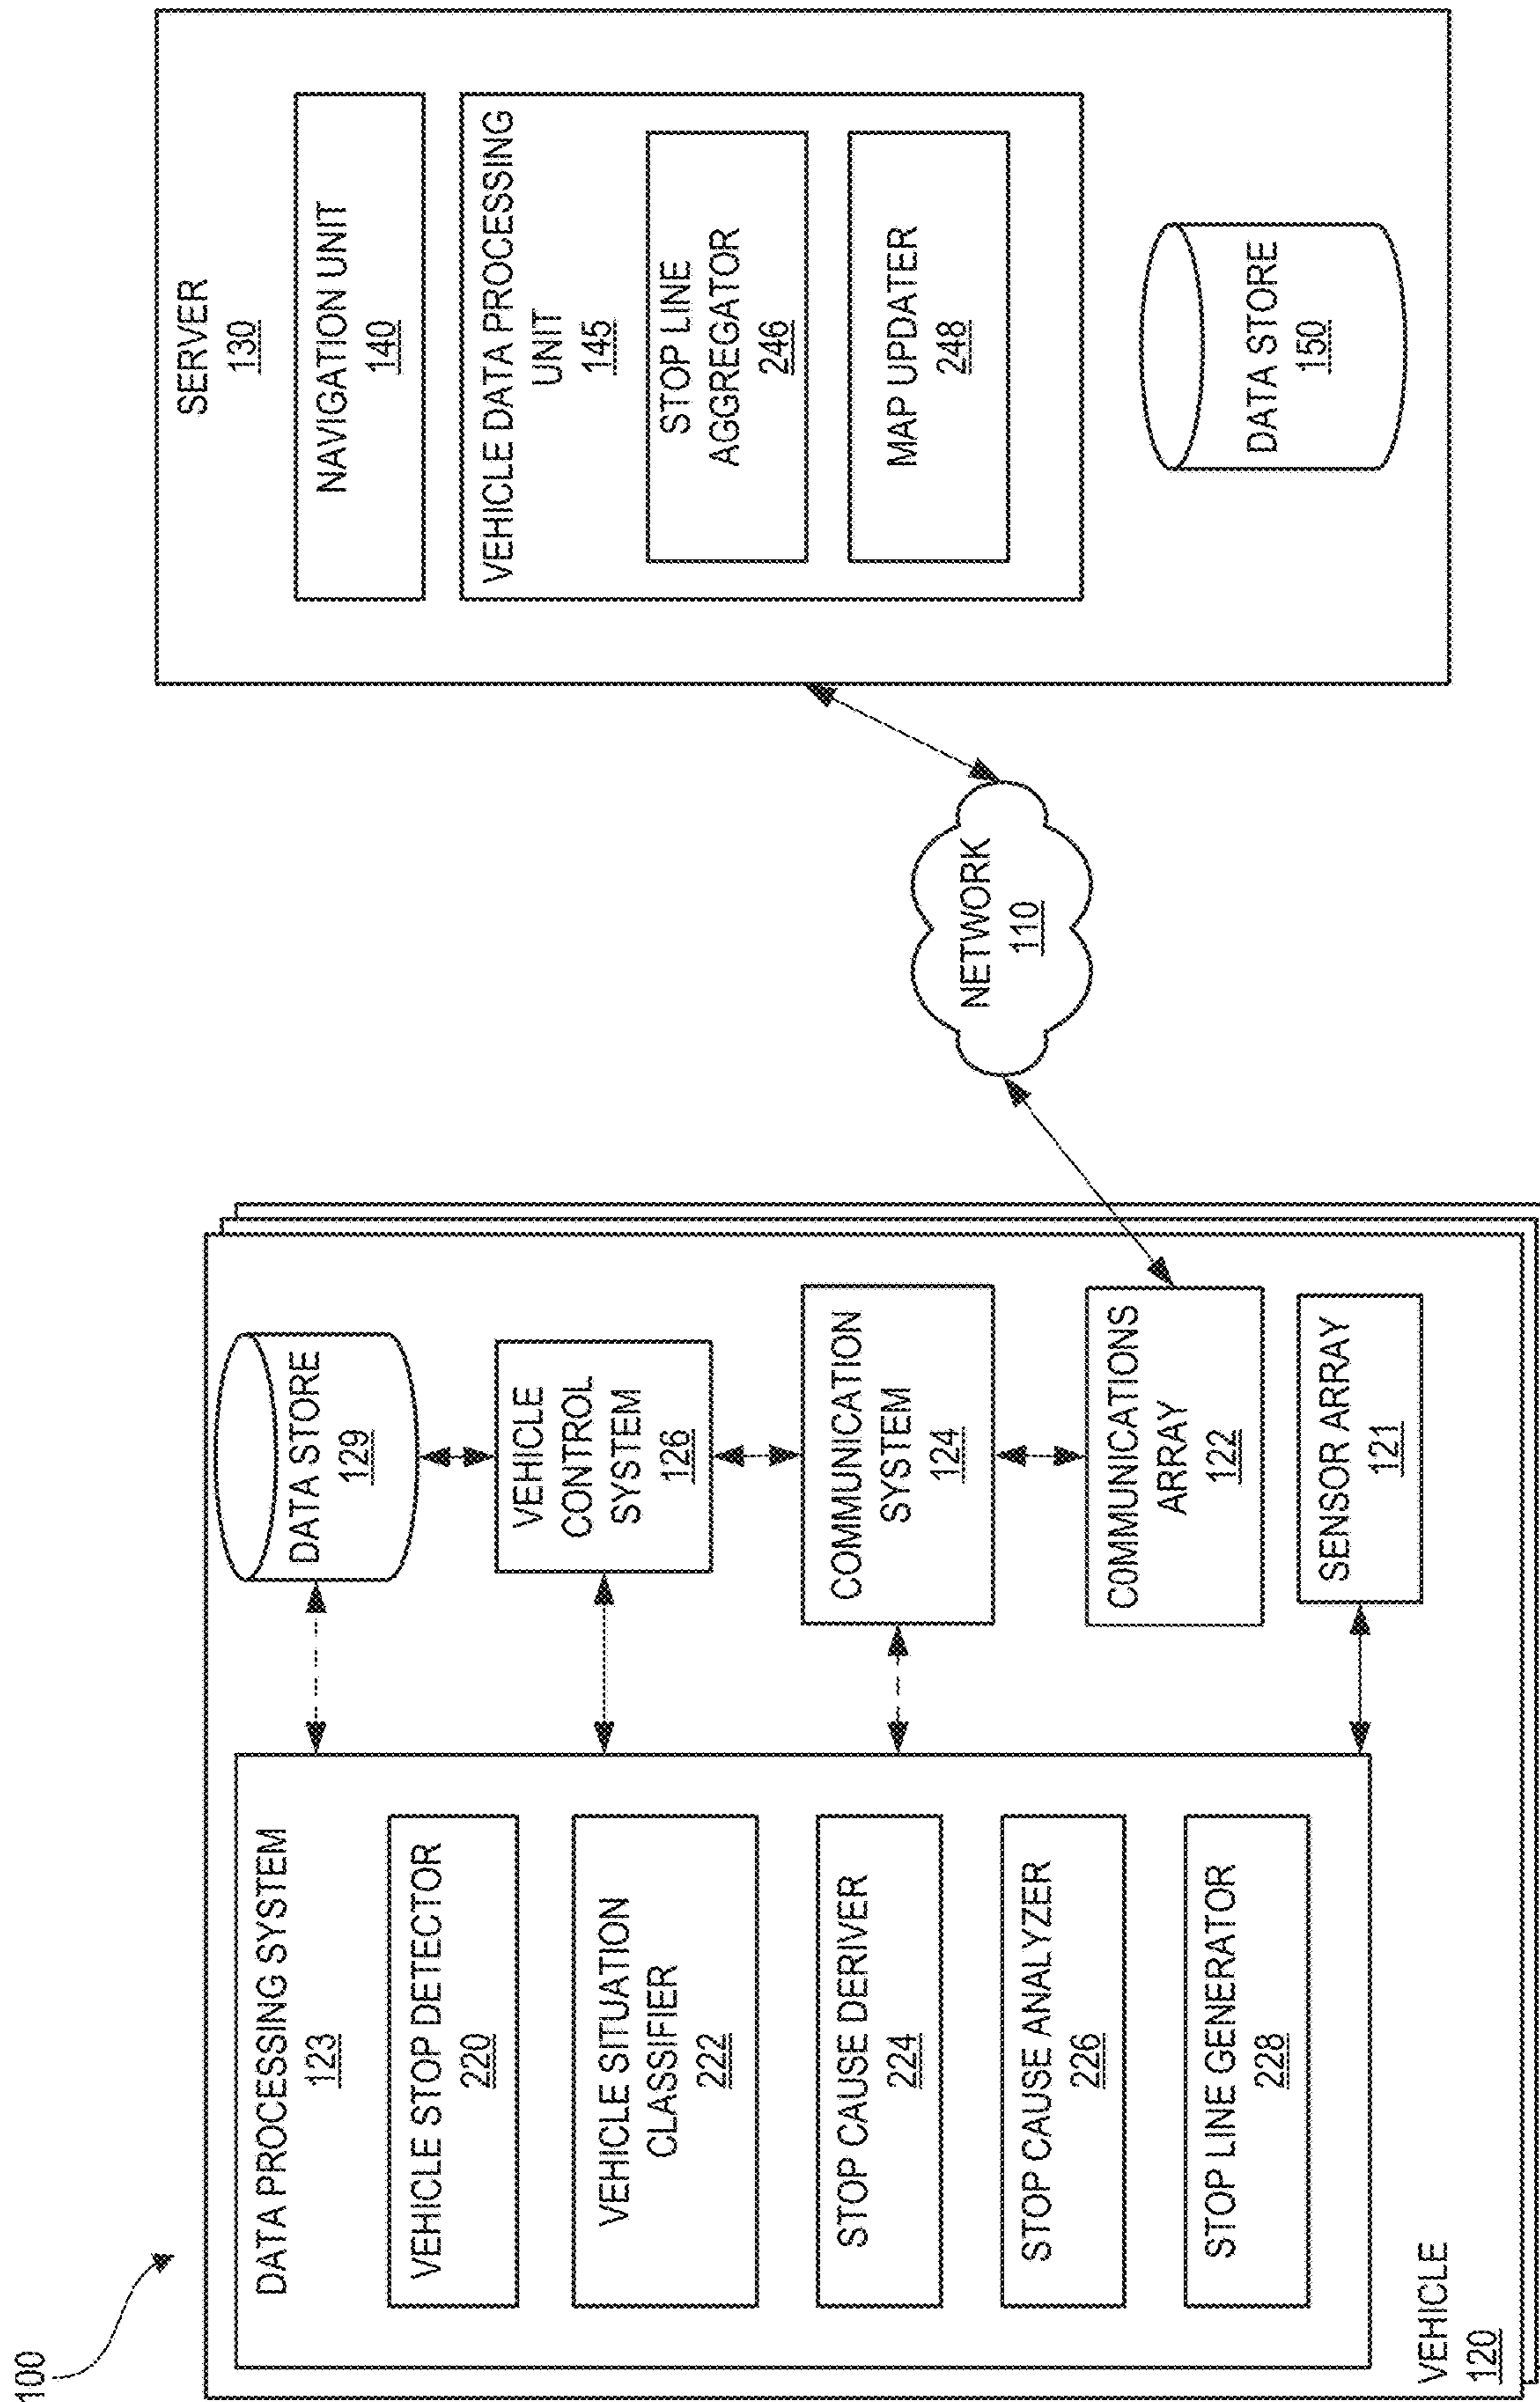 100
DATA PROCESSING SYSTEM
123
VEHICLE STOP DETECTOR
220
VEHICLE SITUATION
CLASSIFIER
222
STOP CAUSE DERIVER
224
STOP CAUSE ANALYZER
226
STOP LINE GENERATOR
228
VEHICLE
120
DATA STORE
129
VEHICLE
CONTROL
SYSTEM
126
COMMUNICATION
SYSTEM
124
COMMUNICATIONS
ARRAY
122
SENSOR ARRAY
121
NETWORK
110
SERVER
130
NAVIGATION UNIT
140
VEHICLE DATA PROCESSING
UNIT
145
STOP LINE
AGGREGATOR
246
MAP UPDATER
248
DATA STORE
150